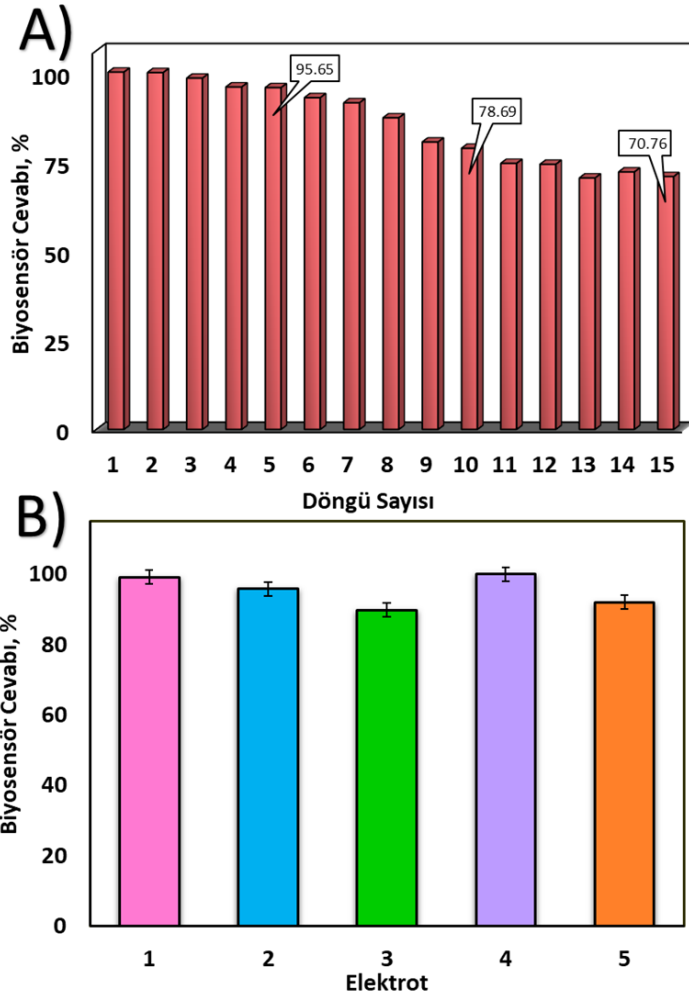 A)
Biyosensör Cevabı, %
100
75
50
25
0
95.65
78.69
70.76
1 2 3 4 5 6 7 8 9 10 11 12 13 14 15
Döngü Sayısı
B)
Biyosensör Cevabı, %
100
80
60
40
20
0
1 2 3 4 5
Elektrot